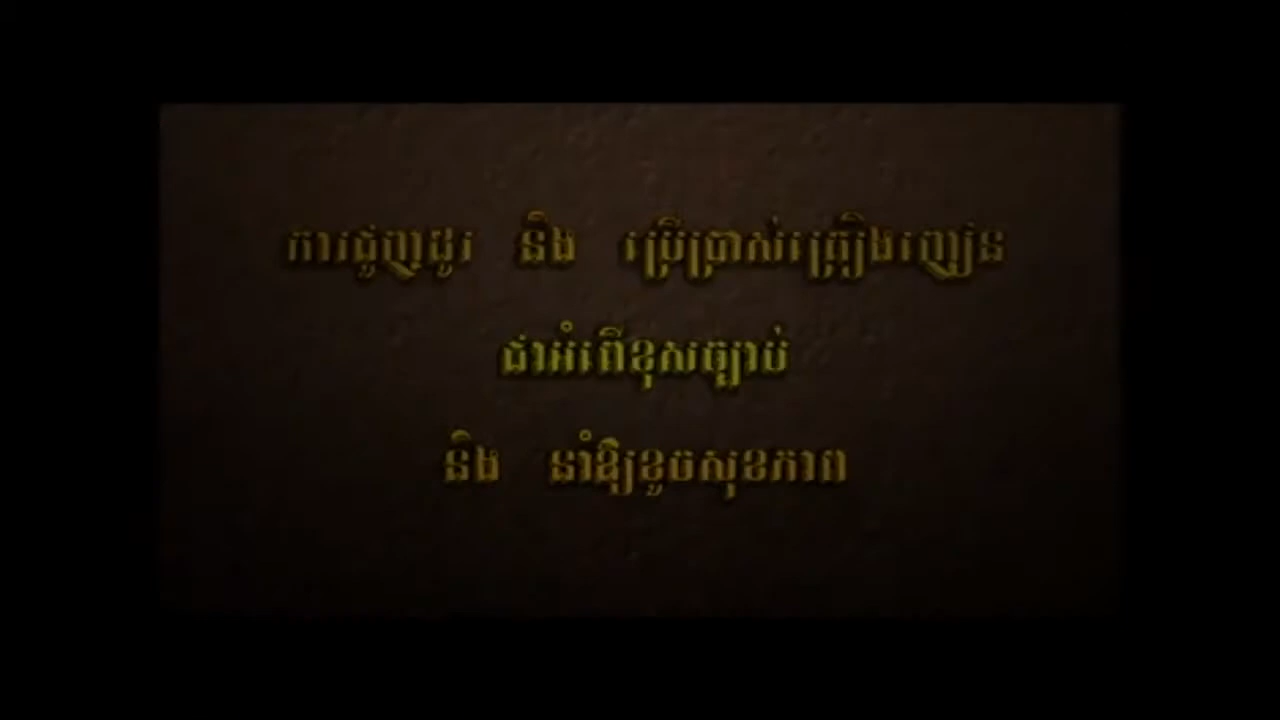 ការជួញដូរ និង ប្រើប្រាស់គ្រឿងញៀន
ជាអំពើខុសច្បាប់
និង នាំឱ្យខូចសុខភាព